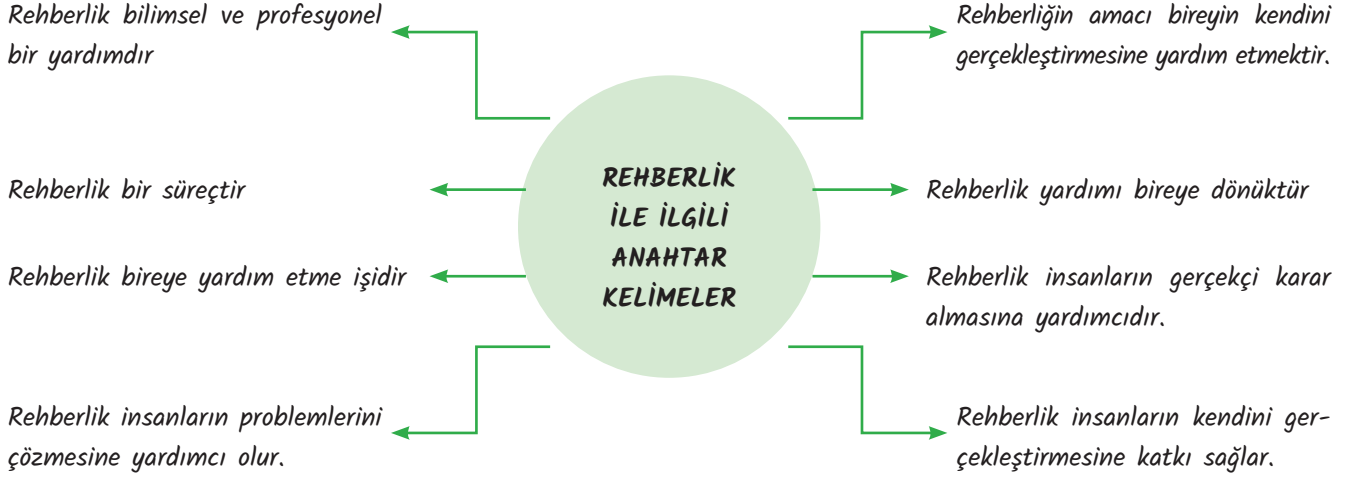 Rehberlik bilimsel ve profesyonel
bir yardımdır
Rehberlik bir süreçtir
Rehberlik bireye yardım etme işidir
Rehberlik insanların problemlerini
çözmesine yardımcı olur.
REHBERLİK
İLE İLGİLİ
ANAHTAR
KELİMELER
Rehberliğin amacı bireyin kendini
gerçekleştirmesine yardım etmektir.
Rehberlik yardımı bireye dönüktür
Rehberlik insanların gerçekçi karar
almasına yardımcıdır.
Rehberlik insanların kendini ger-
çekleştirmesine katkı sağlar.